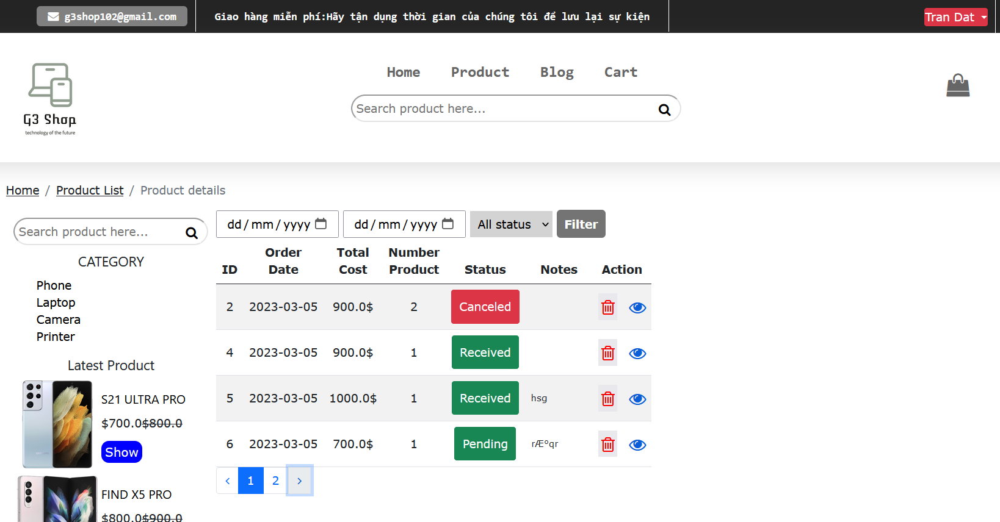 g3shop102@gmail.com
Giao hàng miễn phí:Hãy tận dụng thời gian của chúng tôi để lưu lại sự kiện
Tran Dat
G3 Shop
technology of the future
Home Product Blog Cart
Search product here...
Home / Product List / Product details
Search product here...
CATEGORY
Phone
Laptop
Camera
Printer
Latest Product
S21 ULTRA PRO
$700.0$800.0
Show
FIND X5 PRO
$800.0$900.0
dd/mm/yyyy dd/mm/yyyy All status Filter
ID Order Date Total Cost Number Product Status Notes Action
2 2023-03-05 900.0$ 2 Canceled
4 2023-03-05 900.0$ 1 Received
5 2023-03-05 1000.0$ 1 Received hsg
6 2023-03-05 700.0$ 1 Pending rÆºqr
‹ 1 2 ›